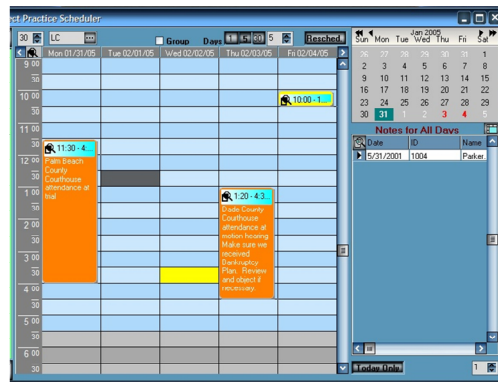 ect Practice Scheduler
30 LC Group Days 1 5 30 5 Resched
Mon 01/31/05 Tue 02/01/05 Wed 02/02/05 Thu 02/03/05 Fri 02/04/05
9 00
30
10 00
10:00 - 1...
30
11 00
30
11:30 - 4:...
Palm Beach
County
Courthouse
attendance at
trial
12 00
30
1 00
1:20 - 4:3...
Dade County
Courthouse
attendance at
motion hearing
Make sure we
received
Bankruptcy
Plan. Review
and object if
necessary.
30
2 00
30
3 00
30
4 00
30
5 00
30
6 00
30
Jan 2005
Sun Mon Tue Wed Thu Fri Sat
26 27 28 29 30 31 1
2 3 4 5 6 7 8
9 10 11 12 13 14 15
16 17 18 19 20 21 22
23 24 25 26 27 28 29
30 31 1 2 3 4 5
Notes for All Days
Date ID Name
5/31/2001 1004 Parker.
Today Only 1